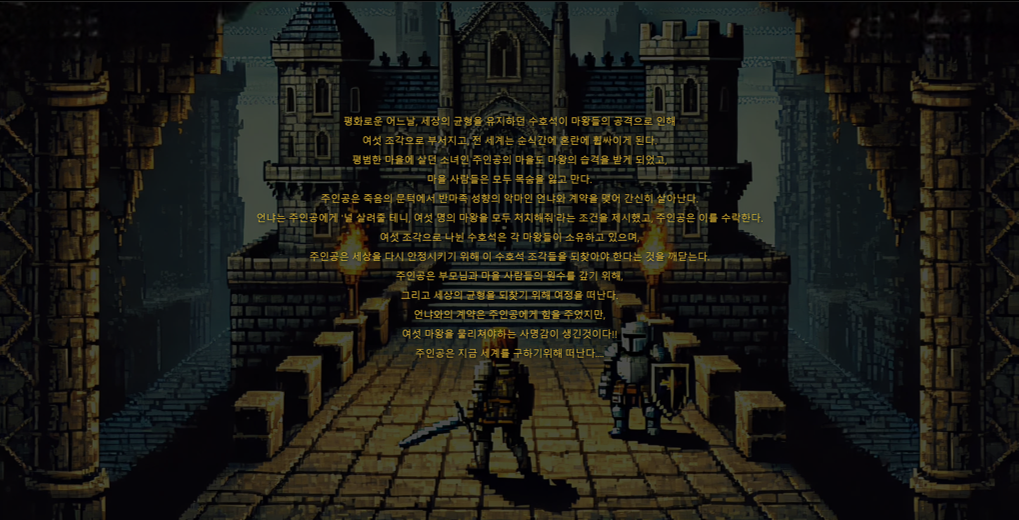 평화로운 어느날, 세상의 균형을 유지하던 수호석이 마왕들의 공격으로 인해
여섯 조각으로 부서지고, 전 세계는 순식간에 혼란에 휩싸이게 된다.
평범한 마을에 살던 소녀인 주인공의 마을도 마왕의 습격을 받게 되었고,
마을 사람들은 모두 목숨을 잃고 만다.
주인공은 죽음의 문턱에서 반마족 성향의 악마인 언냐와 계약을 맺어 간신히 살아난다.
언냐는 주인공에게 '널 살려줄 테니, 여섯 명의 마왕을 모두 처치해줘'라는 조건을 제시했고, 주인공은 이를 수락한다.
여섯 조각으로 나뉜 수호석은 각 마왕들이 소유하고 있으며,
주인공은 세상을 다시 안정시키기 위해 이 수호석 조각들을 되찾아야 한다는 것을 깨닫는다.
주인공은 부모님과 마을 사람들의 원수를 갚기 위해,
그리고 세상의 균형을 되찾기 위해 여정을 떠난다.
언냐와의 계약은 주인공에게 힘을 주었지만,
여섯 마왕을 물리쳐야하는 사명감이 생긴것이다!!
주인공은 지금 세계를 구하기위해 떠난다...